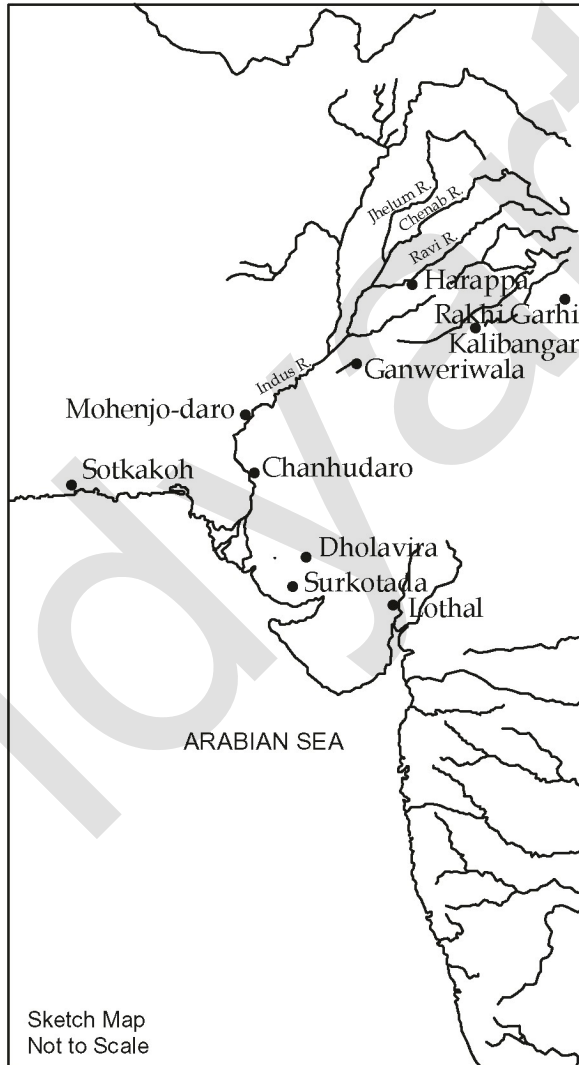 Jhelum R.
Chenab R.
Ravi R.
Harappa
Rakhi Garhi
Kalibangan
Indus R.
Ganweriwala
Mohenjo-daro
Sotkakoh
Chanhudaro
Dholavira
Surkotada
Lothal
ARABIAN SEA
Sketch Map
Not to Scale